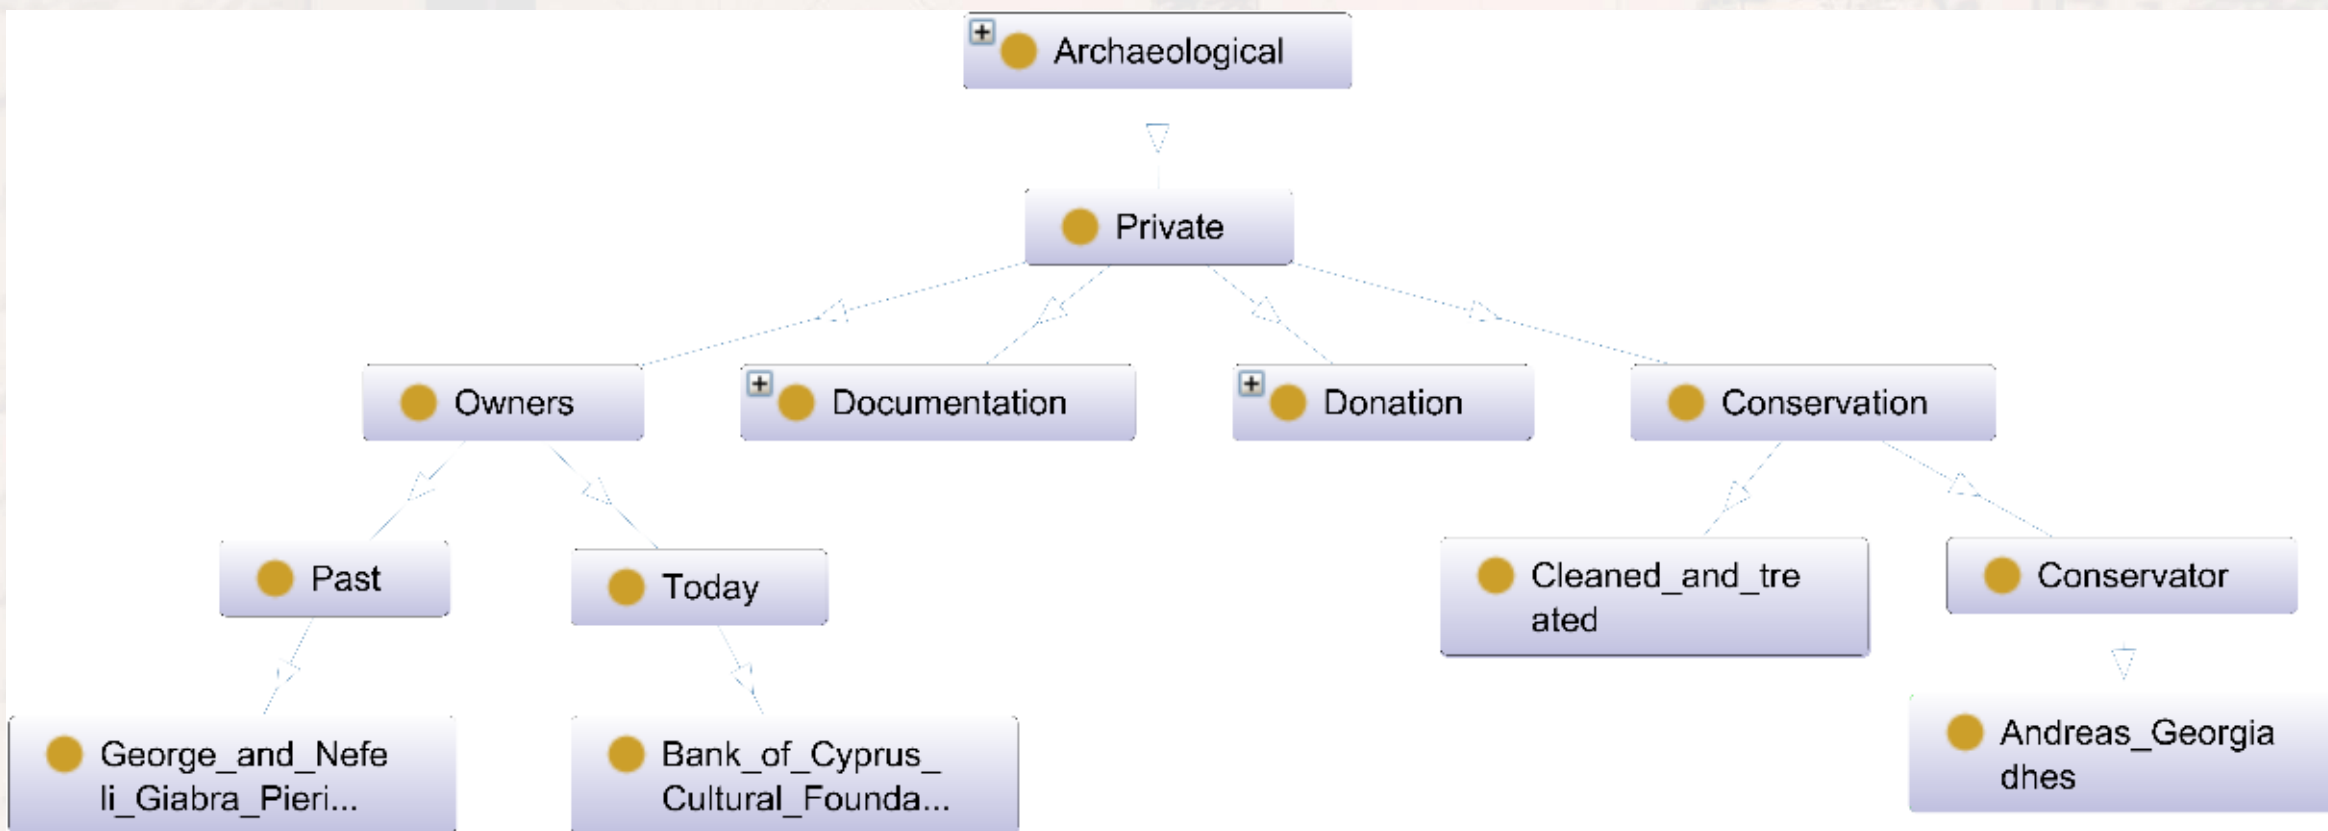 Archaeological
Private
Owners
Documentation
Donation
Conservation
Past
Today
Cleaned_and_tre
ated
Conservator
George_and_Nefe
li_Giabra_Pieri...
Bank_of_Cyprus_
Cultural_Founda...
Andreas_Georgia
dhes